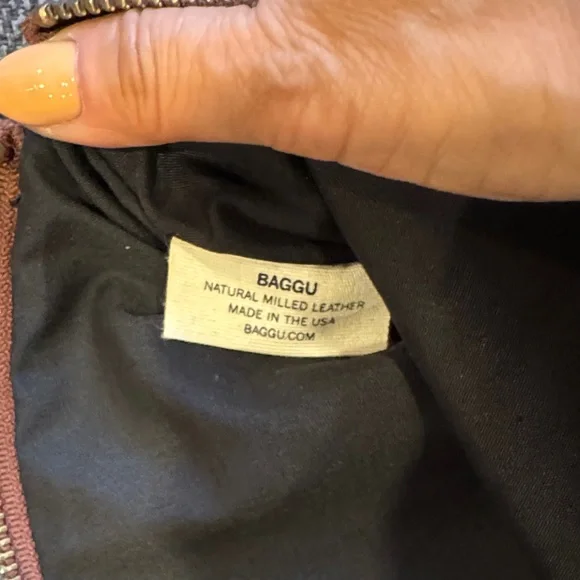 BAGGU
NATURAL MILLED LEATHER
MADE IN THE USA
BAGGU.COM